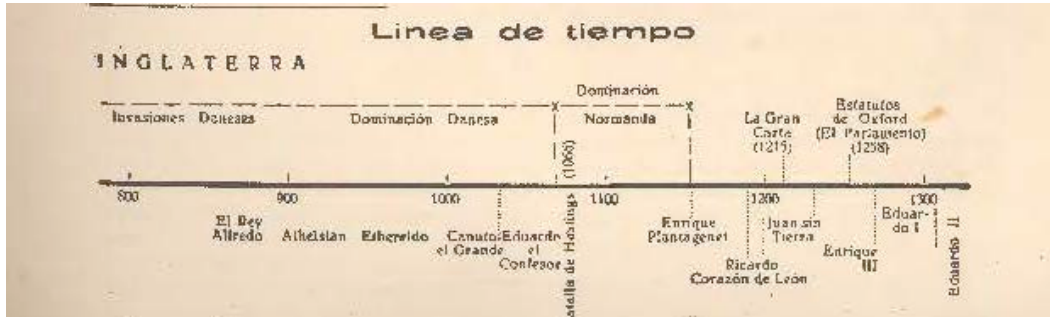 Linea de tiempo
INGLATERRA
Dominación
Invasiones Danesas Dominación Danesa Normanda
La Gran
Carta
(1215)
Estatutos
de Oxford
(El Parlamento)
(1258)
800 900 1000 1100 1200 1300
El Rey
Alfredo
Athelstan
Ethereldo
Canuto
el Grande
Eduardo
el
Confesor
atalla de Hastings (1066)
Enrique
Plantagenet
Ricardo
Corazón de León
Juan sin
Tierra
Enrique
III
Eduar-
do I
Eduardo II